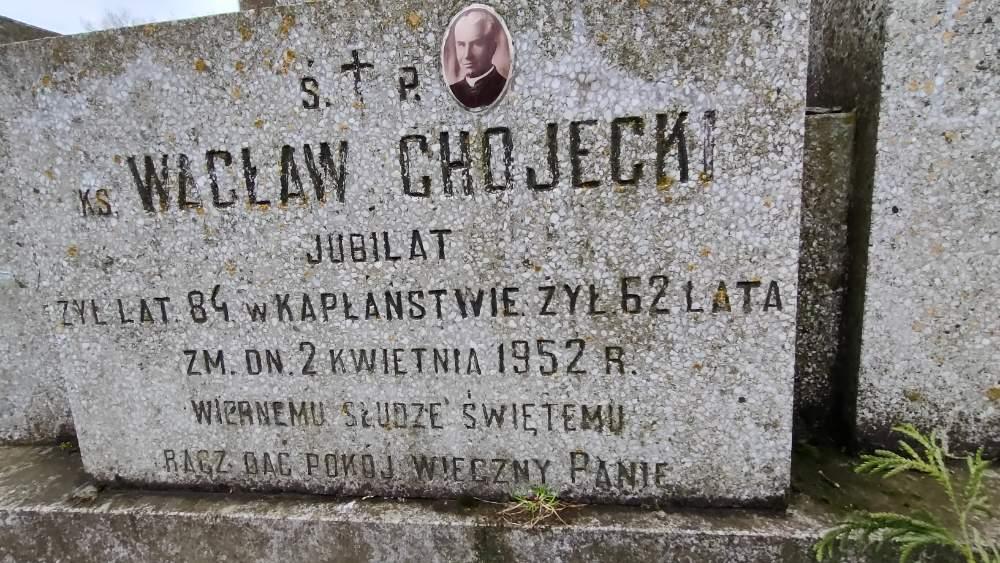 Ś. † P.
KS. WACŁAW CHOJECKI
JUBILAT
ŻYŁ LAT. 84. W KAPŁAŃSTWIE. ŻYŁ 62 LATA
ZM. DN. 2 KWIETNIA 1952 R.
WIERNEMU SŁUDZE ŚWIĘTEMU
RACZ DAĆ POKÓJ WIECZNY PANIE